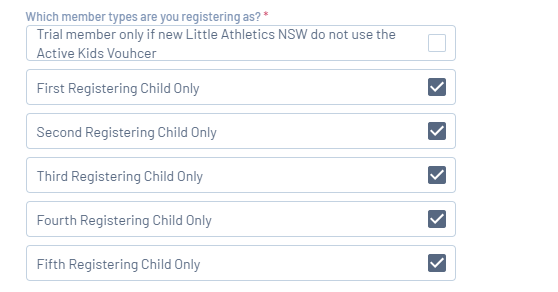 Which member types are you registering as? *
Trial member only if new Little Athletics NSW do not use the
Active Kids Vouhcer
First Registering Child Only
Second Registering Child Only
Third Registering Child Only
Fourth Registering Child Only
Fifth Registering Child Only